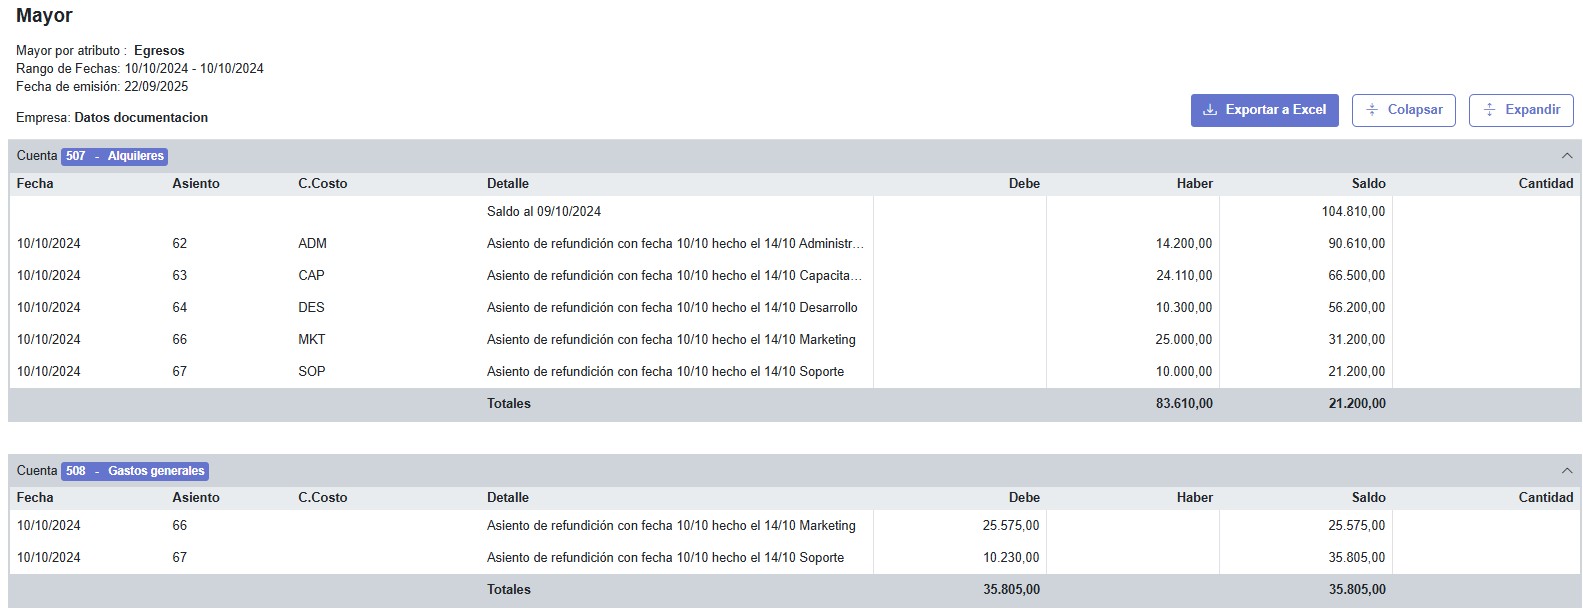 Mayor
Mayor por atributo : Egresos
Rango de Fechas: 10/10/2024 - 10/10/2024
Fecha de emisión: 22/09/2025
Empresa: Datos documentacion
Exportar a Excel Colapsar Expandir
Cuenta 507 - Alquileres
Fecha Asiento C.Costo Detalle Debe Haber Saldo Cantidad
Saldo al 09/10/2024 104.810,00
10/10/2024 62 ADM Asiento de refundición con fecha 10/10 hecho el 14/10 Administr... 14.200,00 90.610,00
10/10/2024 63 CAP Asiento de refundición con fecha 10/10 hecho el 14/10 Capacita... 24.110,00 66.500,00
10/10/2024 64 DES Asiento de refundición con fecha 10/10 hecho el 14/10 Desarrollo 10.300,00 56.200,00
10/10/2024 66 MKT Asiento de refundición con fecha 10/10 hecho el 14/10 Marketing 25.000,00 31.200,00
10/10/2024 67 SOP Asiento de refundición con fecha 10/10 hecho el 14/10 Soporte 10.000,00 21.200,00
Totales 83.610,00 21.200,00
Cuenta 508 - Gastos generales
Fecha Asiento C.Costo Detalle Debe Haber Saldo Cantidad
10/10/2024 66 Asiento de refundición con fecha 10/10 hecho el 14/10 Marketing 25.575,00 25.575,00
10/10/2024 67 Asiento de refundición con fecha 10/10 hecho el 14/10 Soporte 10.230,00 35.805,00
Totales 35.805,00 35.805,00